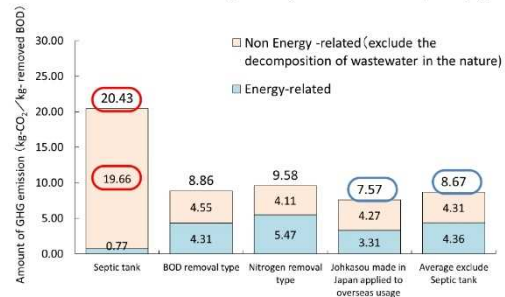 Amount of GHG emission (kg-CO₂／kg- removed BOD)
30.00
25.00
20.00
15.00
10.00
5.00
0.00
Non Energy -related(exclude the
decomposition of wastewater in the nature)
Energy-related
20.43
19.66
0.77
8.86
4.55
4.31
9.58
4.11
5.47
7.57
4.27
3.31
8.67
4.31
4.36
Septic tank
BOD removal type
Nitrogen removal
type
Johkasou made in
Japan applied to
overseas usage
Average exclude
Septic tank